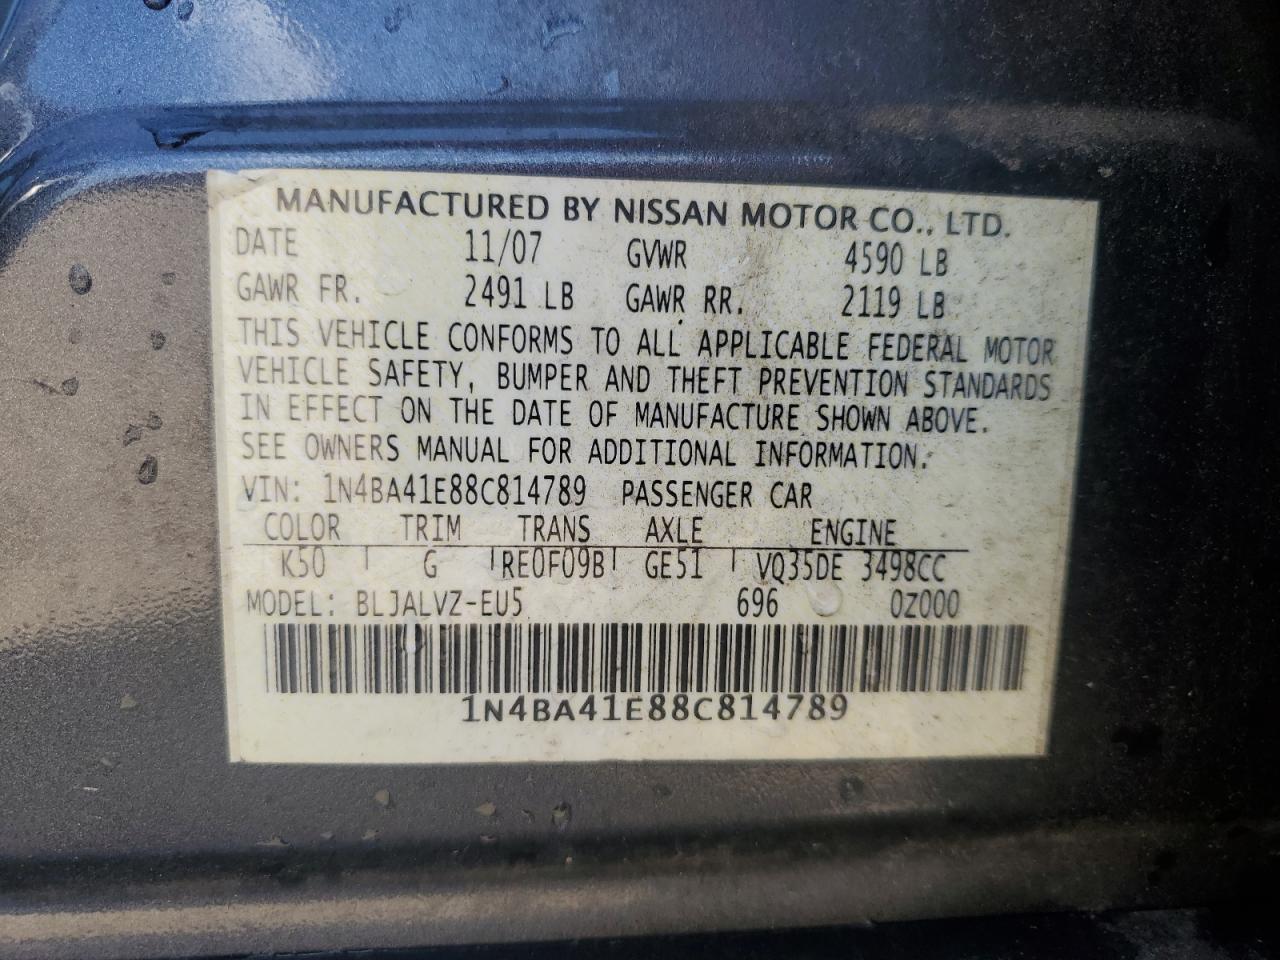 MANUFACTURED BY NISSAN MOTOR CO., LTD.
DATE 11/07 GVWR 4590 LB
GAWR FR. 2491 LB GAWR RR. 2119 LB
THIS VEHICLE CONFORMS TO ALL APPLICABLE FEDERAL MOTOR
VEHICLE SAFETY, BUMPER AND THEFT PREVENTION STANDARDS
IN EFFECT ON THE DATE OF MANUFACTURE SHOWN ABOVE.
SEE OWNERS MANUAL FOR ADDITIONAL INFORMATION.
VIN: 1N4BA41E88C814789 PASSENGER CAR
COLOR TRIM TRANS AXLE ENGINE
K50 G RE0F09B GE51 VQ35DE 3498CC
MODEL: BLJALVZ-EU5 696 0Z000
1N4BA41E88C814789